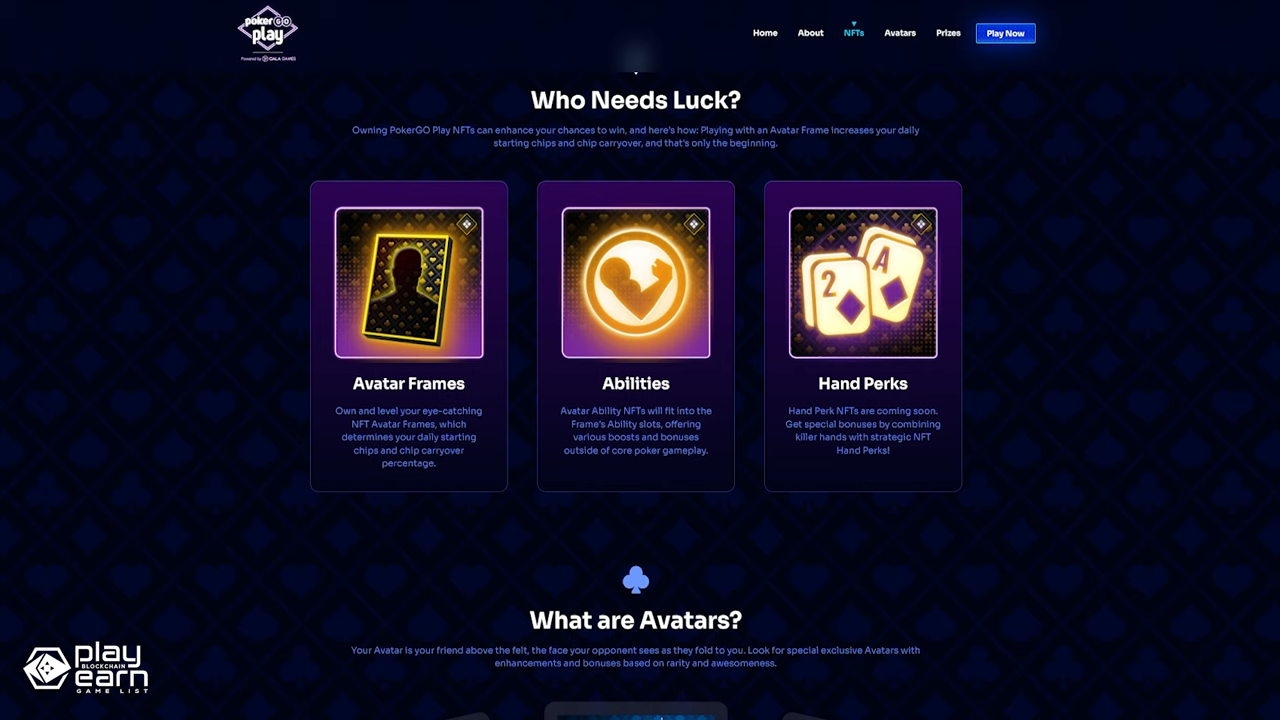 pokerGO
play
Powered by GALA GAMES
Home About NFTs Avatars Prizes Play Now
Who Needs Luck?
Owning PokerGO Play NFTs can enhance your chances to win, and here's how: Playing with an Avatar Frame increases your daily
starting chips and chip carryover, and that's only the beginning.
2 A
Avatar Frames
Own and level your eye-catching
NFT Avatar Frames, which
determines your daily starting
chips and chip carryover
percentage.
Abilities
Avatar Ability NFTs will fit into the
Frame's Ability slots, offering
various boosts and bonuses
outside of core poker gameplay.
Hand Perks
Hand Perk NFTs are coming soon.
Get special bonuses by combining
killer hands with strategic NFT
Hand Perks!
What are Avatars?
Your Avatar is your friend above the felt, the face your opponent sees as they fold to you. Look for special exclusive Avatars with
enhancements and bonuses based on rarity and awesomeness.
play
BLOCKCHAIN
earn
GAME LIST